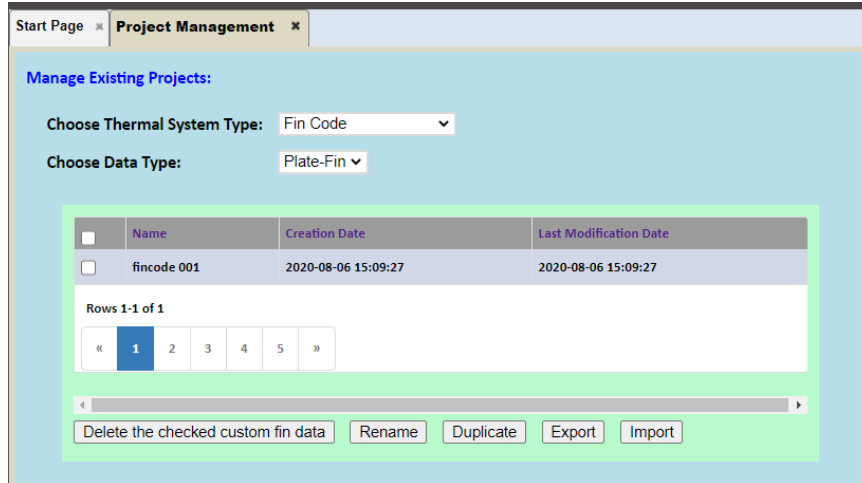 Start Page × Project Management ×
Manage Existing Projects:
Choose Thermal System Type: Fin Code
Choose Data Type: Plate-Fin
Name Creation Date Last Modification Date
fincode 001 2020-08-06 15:09:27 2020-08-06 15:09:27
Rows 1-1 of 1
« 1 2 3 4 5 »
Delete the checked custom fin data Rename Duplicate Export Import